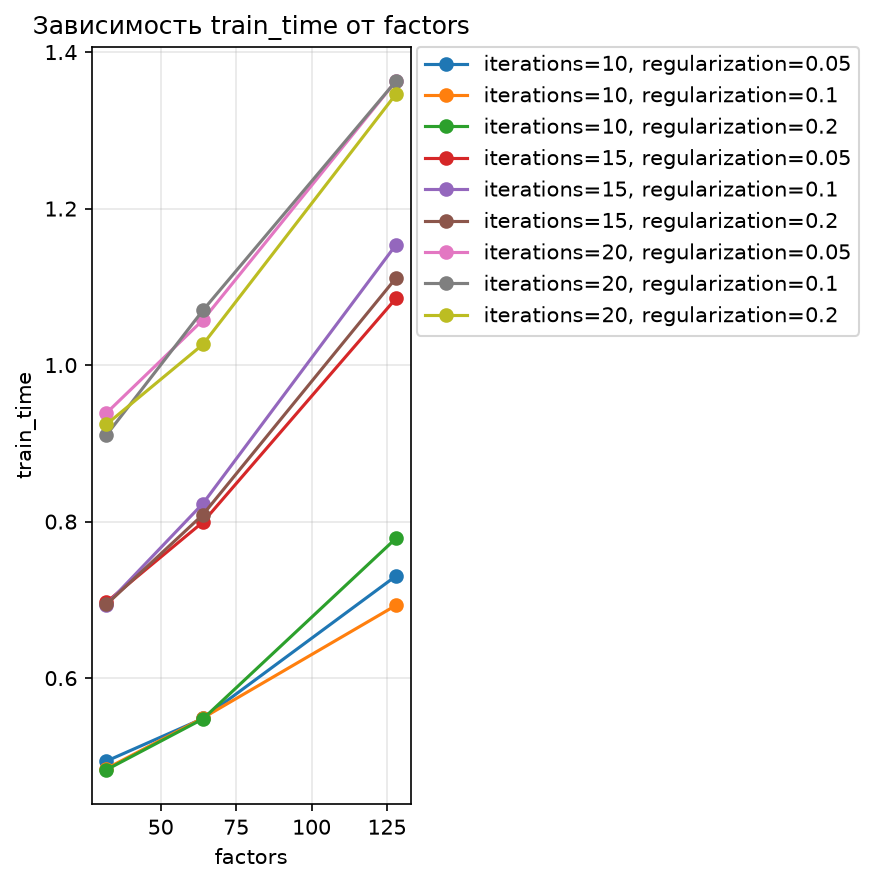 Зависимость train_time от factors
1.4
1.2
1.0
0.8
0.6
train_time
50 75 100 125
factors
iterations=10, regularization=0.05
iterations=10, regularization=0.1
iterations=10, regularization=0.2
iterations=15, regularization=0.05
iterations=15, regularization=0.1
iterations=15, regularization=0.2
iterations=20, regularization=0.05
iterations=20, regularization=0.1
iterations=20, regularization=0.2